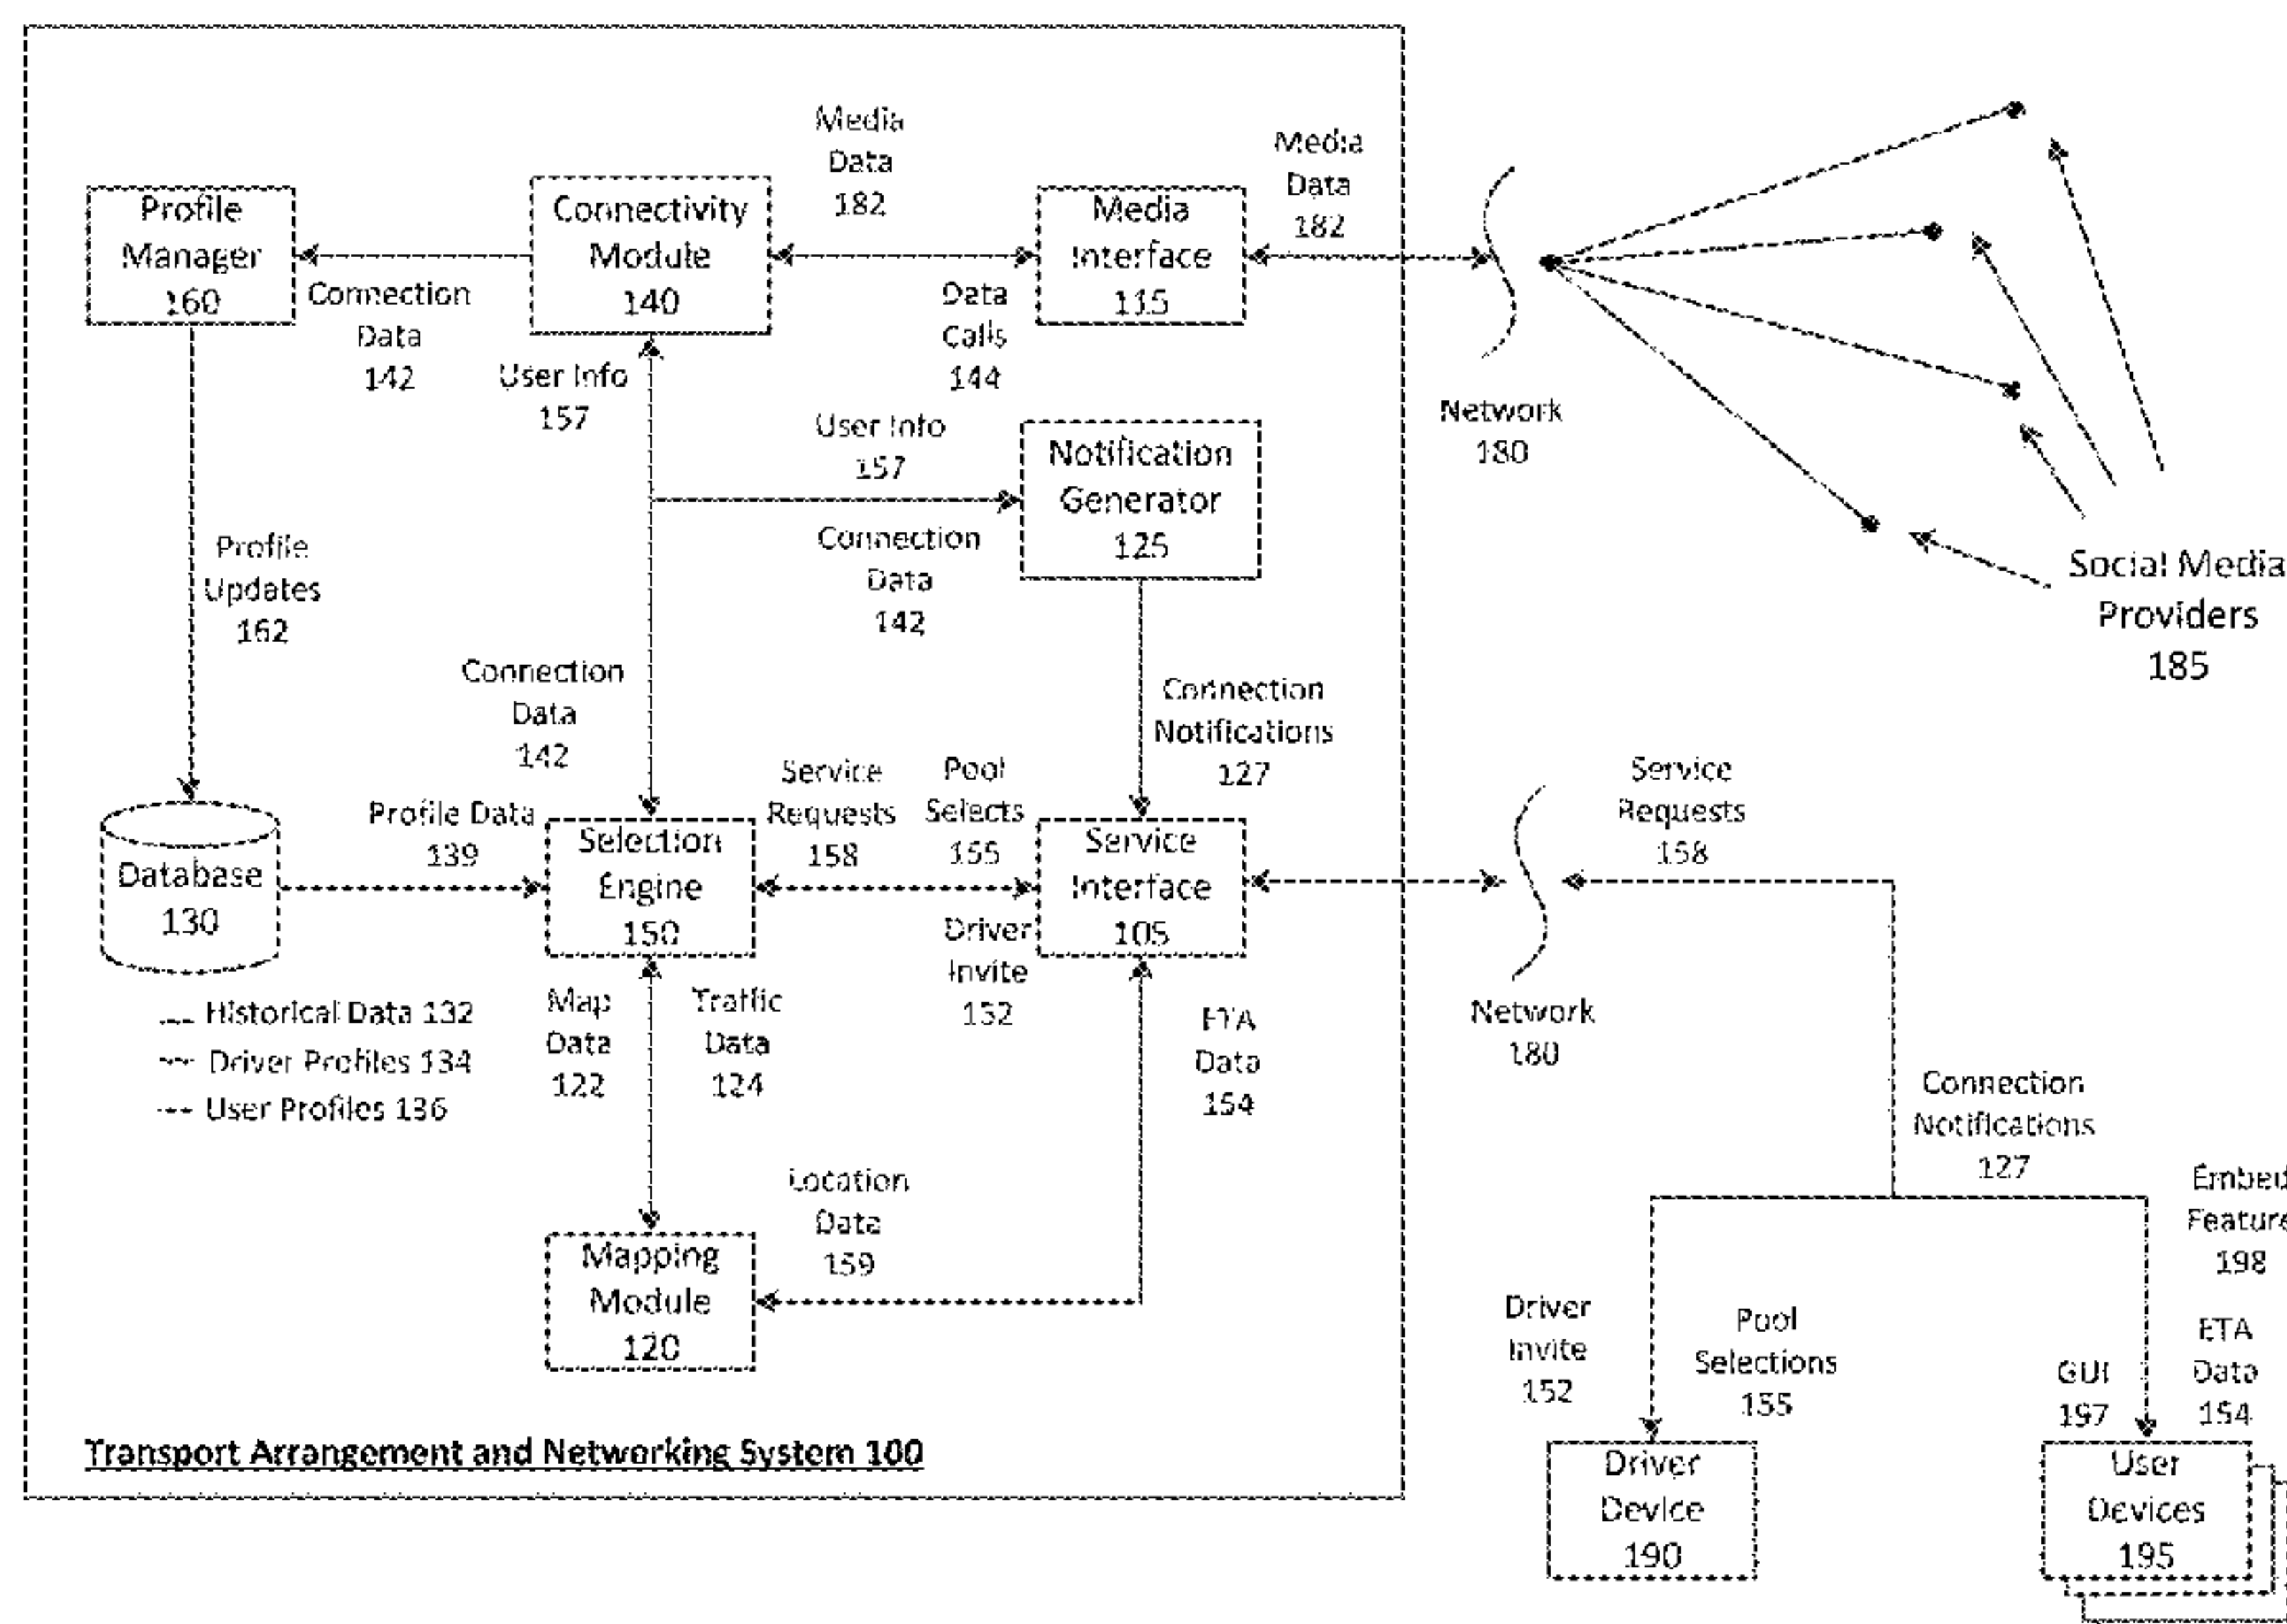 Media
Data
182
Media
Data
182
Profile
Manager
160
Connectivity
Module
140
Media
Interface
115
Connection
Data
142
Data
Calls
144
User Info
157
User Info
157
Network
180
Notification
Generator
125
Connection
Data
142
Profile
Updates
162
Social Media
Providers
185
Connection
Data
142
Connection
Notifications
127
Service
Requests
158
Pool
Selects
155
Service
Requests
158
Profile Data
139
Database
130
Selection
Engine
150
Service
Interface
105
Driver
Invite
152
Historical Data 132
Driver Profiles 134
User Profiles 136
Map
Data
122
Traffic
Data
124
ETA
Data
154
Network
180
Connection
Notifications
127
Location
Data
159
Mapping
Module
120
Embed
Feature
198
Driver
Invite
152
Pool
Selections
155
GUI
197
ETA
Data
154
Transport Arrangement and Networking System 100
Driver
Device
190
User
Devices
195